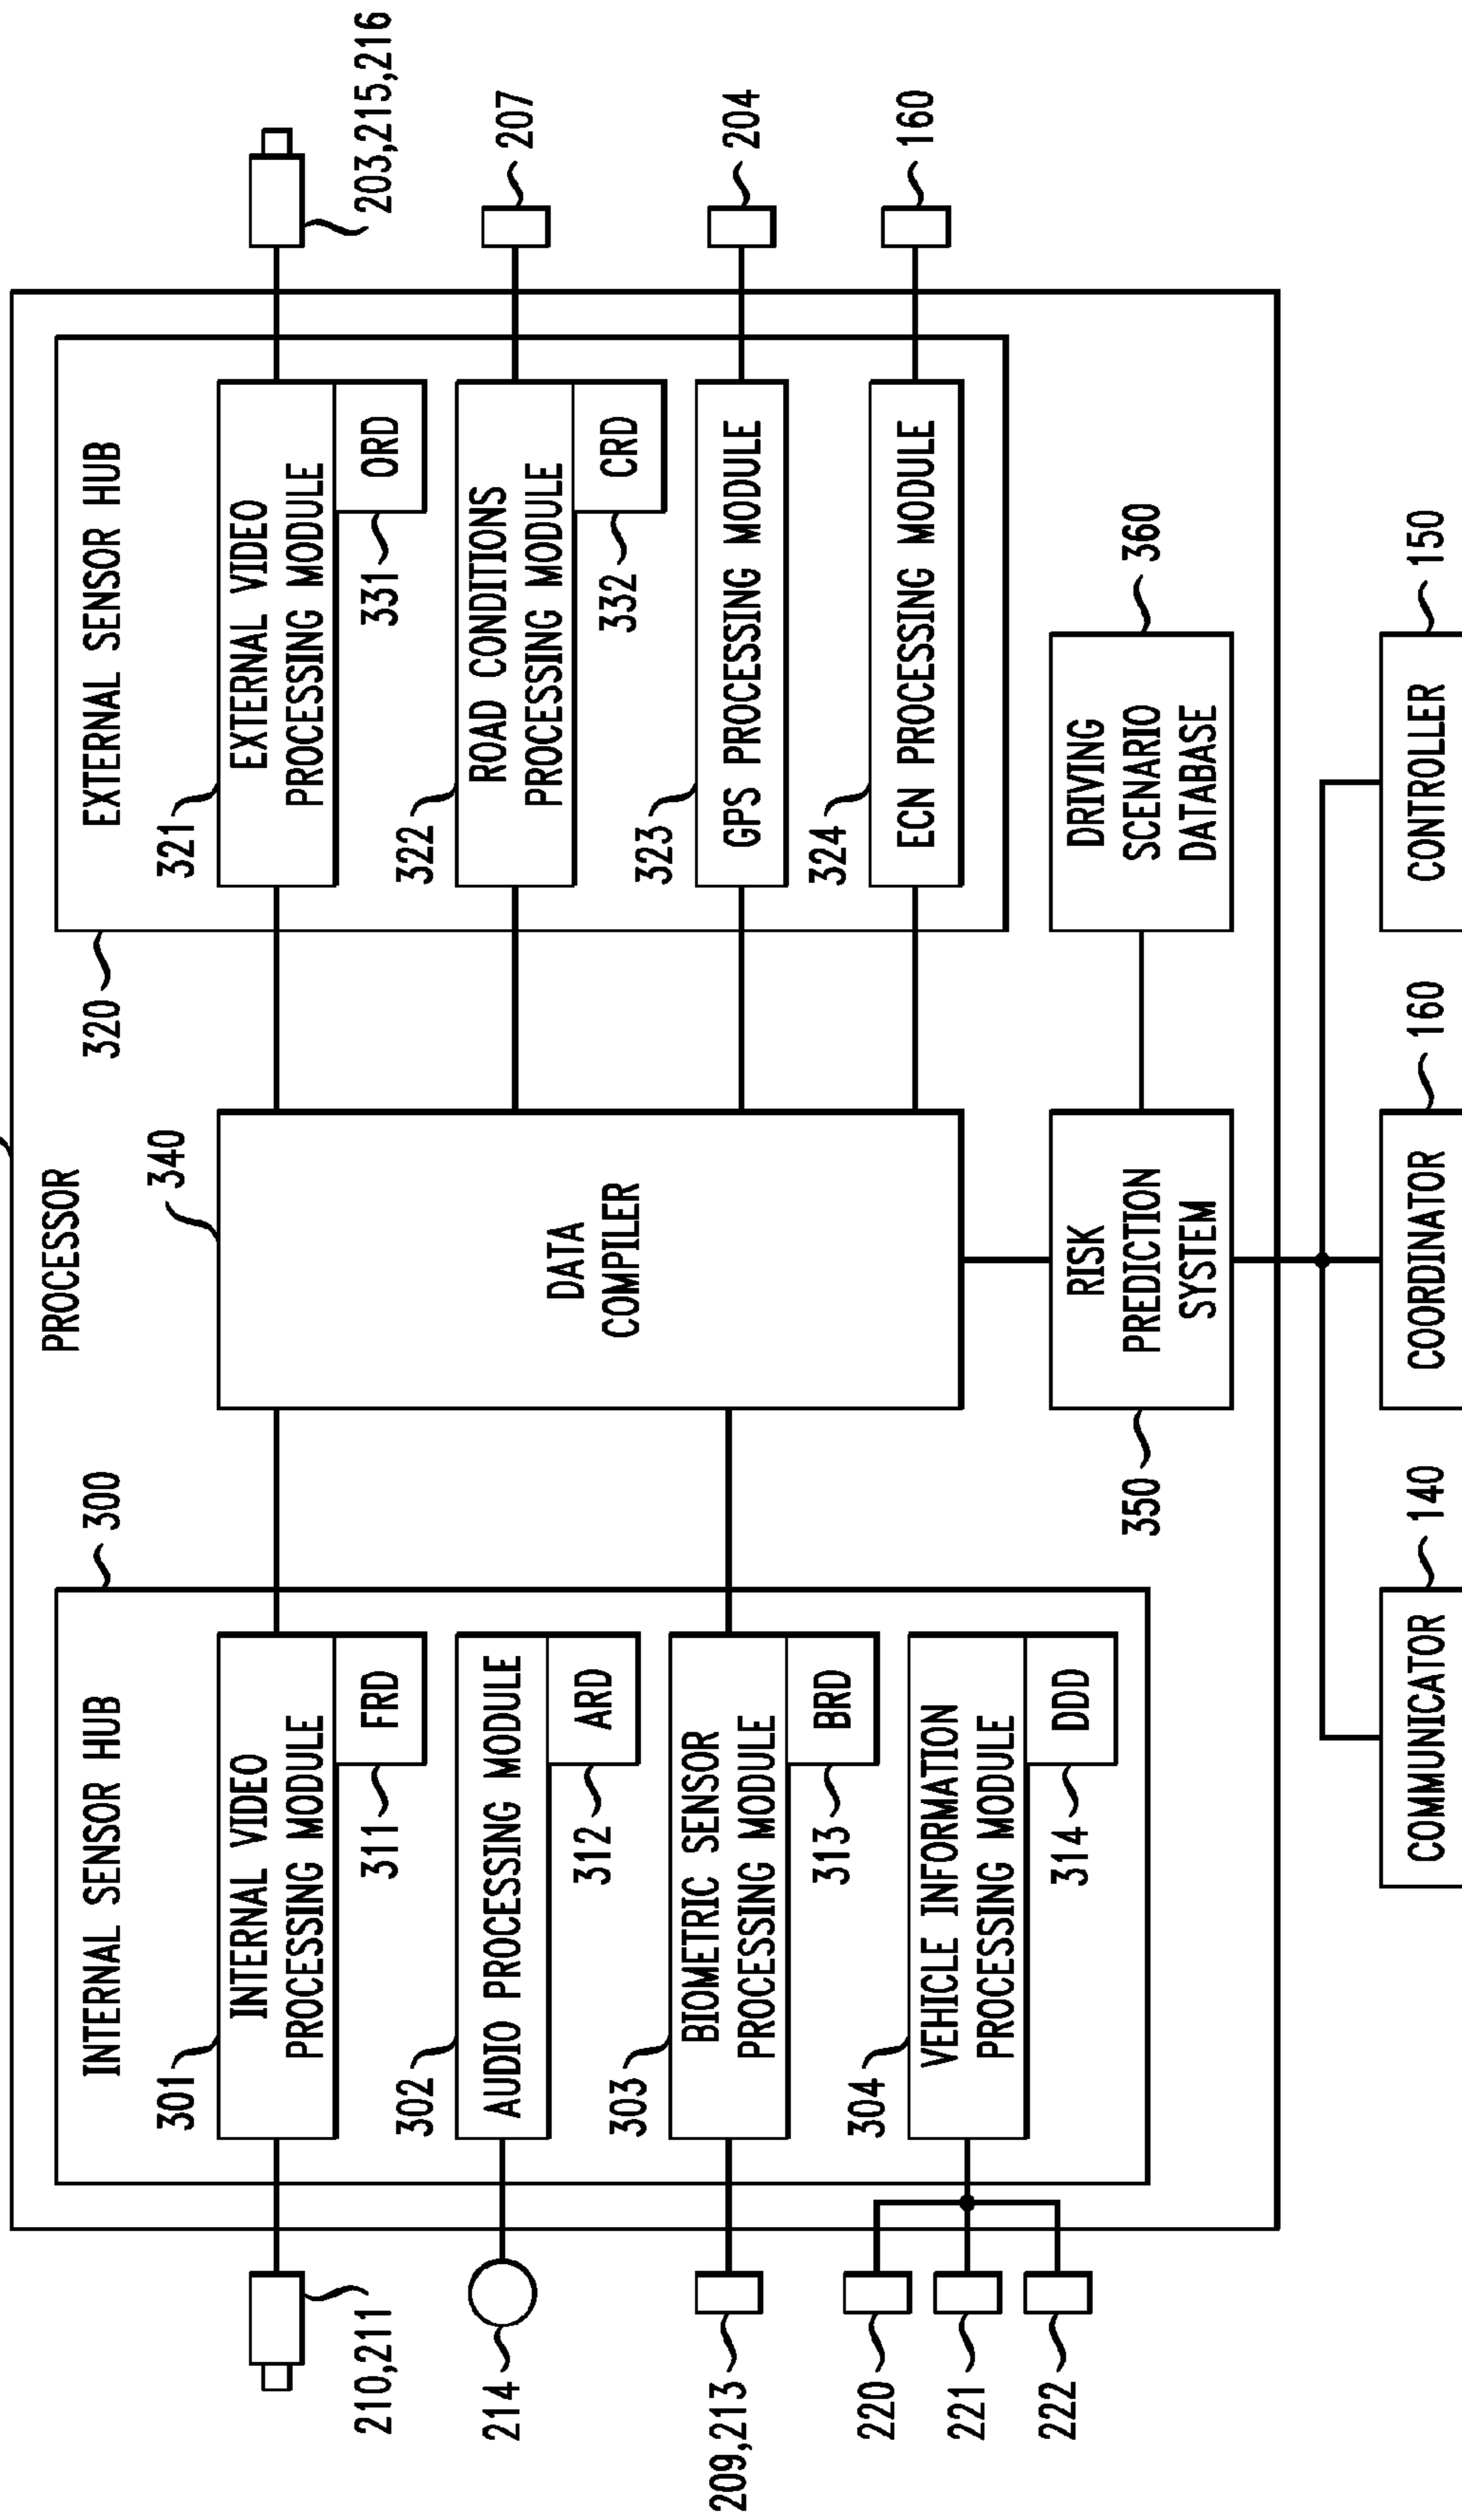 PROCESSOR
INTERNAL SENSOR HUB
300
301
INTERNAL VIDEO
PROCESSING MODULE
FRD
311
302
AUDIO PROCESSING MODULE
ARD
312
303
BIOMETRIC SENSOR
PROCESSING MODULE
BRD
313
304
VEHICLE INFORMATION
PROCESSING MODULE
DDD
314
210,211
214
209,213
220
221
222
340
DATA
COMPILER
320
EXTERNAL SENSOR HUB
321
EXTERNAL VIDEO
PROCESSING MODULE
ORD
331
322
ROAD CONDITIONS
PROCESSING MODULE
CRD
332
323
GPS PROCESSING MODULE
324
ECN PROCESSING MODULE
203,215,216
207
204
160
350
RISK
PREDICTION
SYSTEM
360
DRIVING
SCENARIO
DATABASE
COMMUNICATOR
140
COORDINATOR
160
CONTROLLER
150